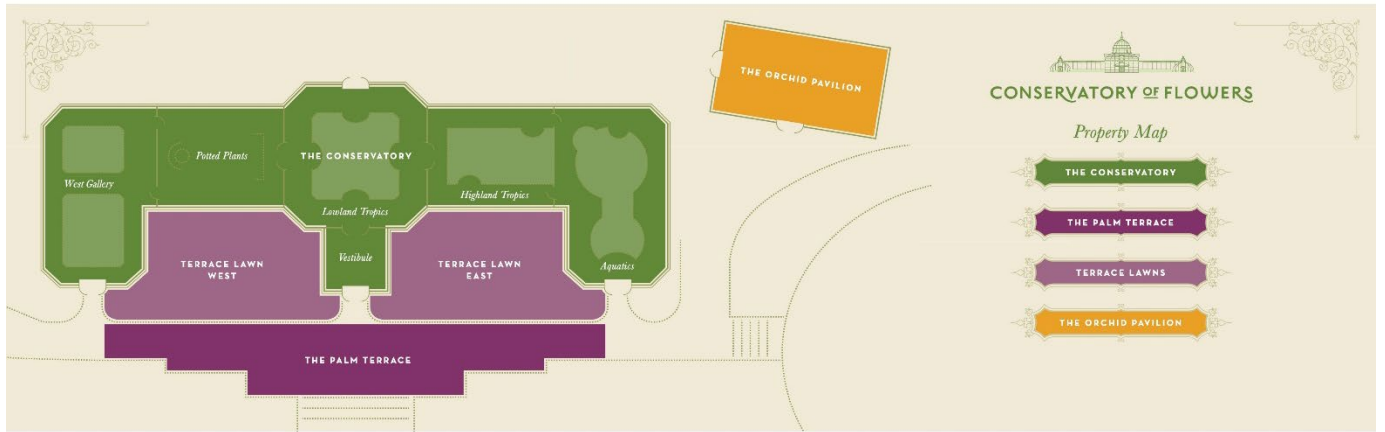 THE ORCHID PAVILION
West Gallery
Potted Plants
THE CONSERVATORY
Lowland Tropics
Highland Tropics
Vestibule
Aquatics
TERRACE LAWN
WEST
TERRACE LAWN
EAST
THE PALM TERRACE
CONSERVATORY OF FLOWERS
Property Map
THE CONSERVATORY
THE PALM TERRACE
TERRACE LAWNS
THE ORCHID PAVILION